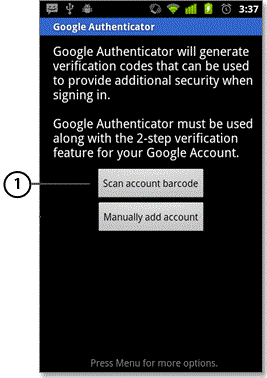 3:37
Google Authenticator
Google Authenticator will generate
verification codes that can be used
to provide additional security when
signing in.
Google Authenticator must be used
along with the 2-step verification
feature for your Google Account.
1
Scan account barcode
Manually add account
Press Menu for more options.